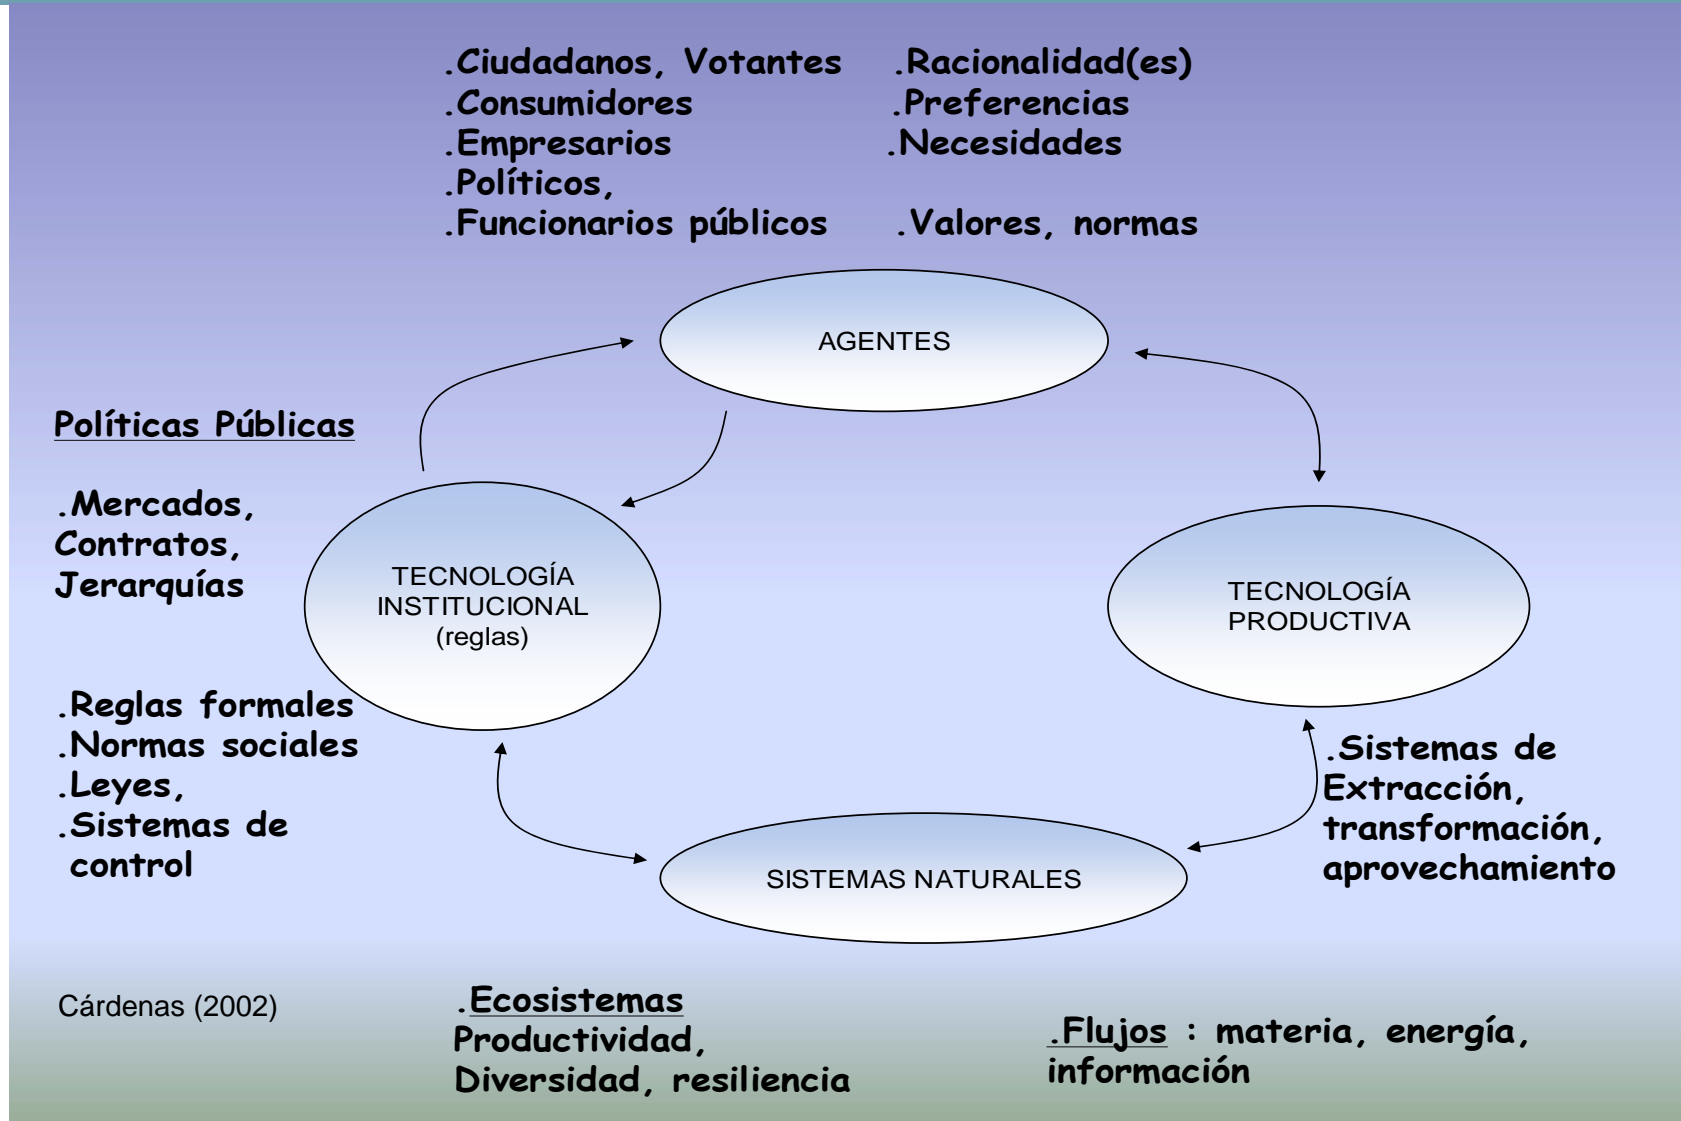 .Ciudadanos, Votantes
.Consumidores
.Empresarios
.Políticos,
.Funcionarios públicos
.Racionalidad(es)
.Preferencias
.Necesidades
.Valores, normas
AGENTES
Políticas Públicas
.Mercados,
Contratos,
Jerarquías
TECNOLOGÍA
INSTITUCIONAL
(reglas)
TECNOLOGÍA
PRODUCTIVA
.Reglas formales
.Normas sociales
.Leyes,
.Sistemas de
control
.Sistemas de
Extracción,
transformación,
aprovechamiento
SISTEMAS NATURALES
Cárdenas (2002)
.Ecosistemas
Productividad,
Diversidad, resiliencia
.Flujos : materia, energía,
información